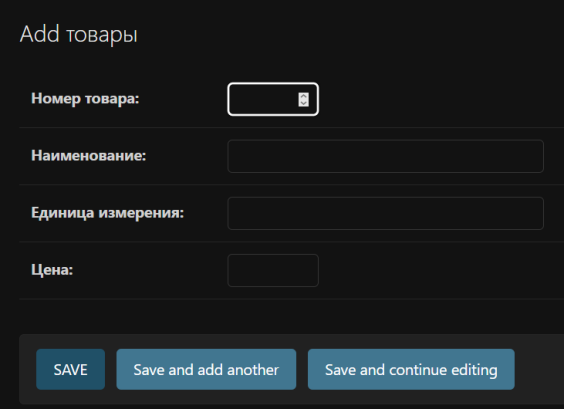 Add товары
Номер товара:
Наименование:
Единица измерения:
Цена:
SAVE
Save and add another
Save and continue editing